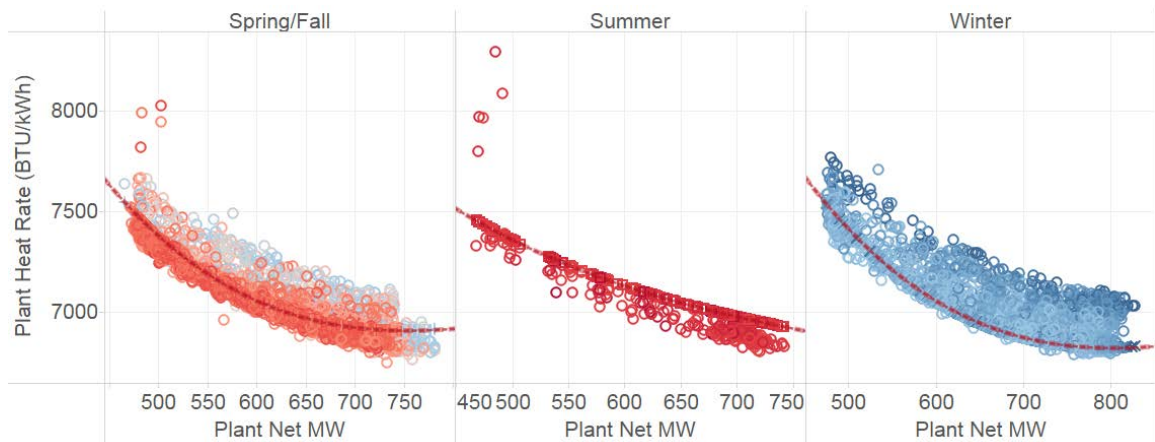 Spring/Fall Summer Winter
Plant Heat Rate (BTU/kWh)
8000
7500
7000
500 550 600 650 700 750 450 500 550 600 650 700 750 500 600 700 800
Plant Net MW Plant Net MW Plant Net MW